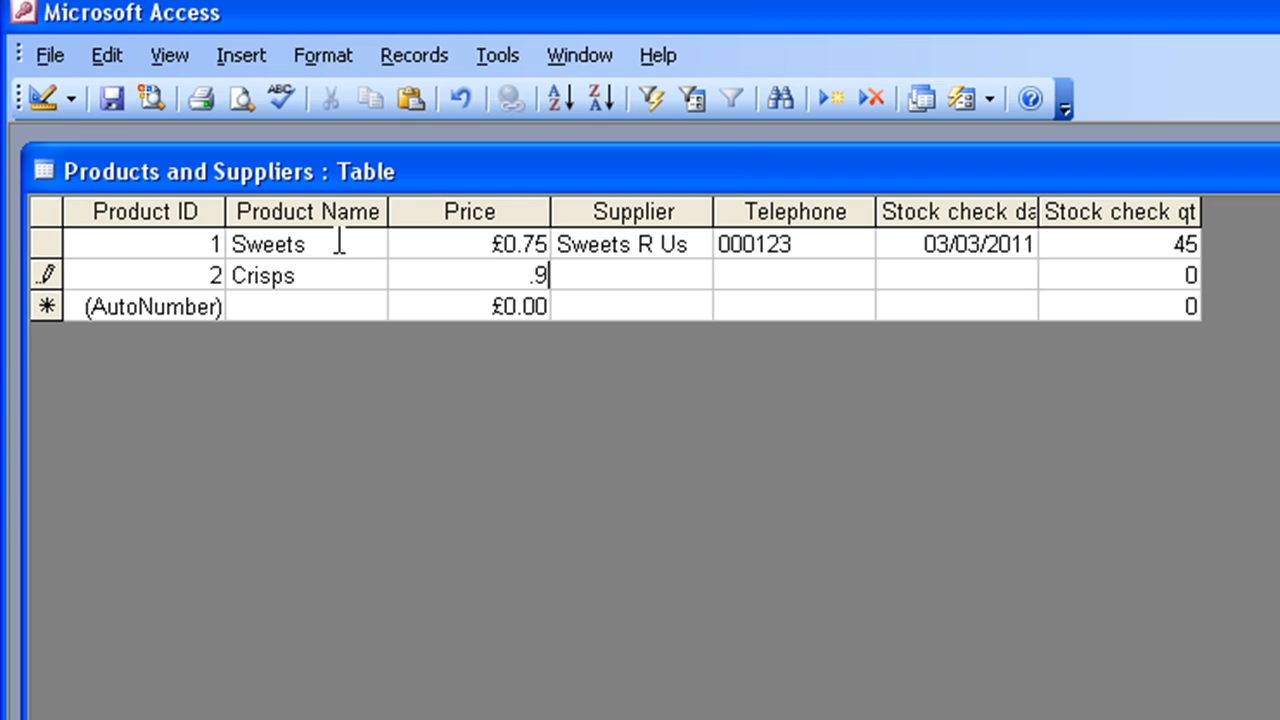 Microsoft Access
File Edit View Insert Format Records Tools Window Help
ABC A Z Z A
Products and Suppliers : Table
Product ID Product Name Price Supplier Telephone Stock check da Stock check qt
1 Sweets £0.75 Sweets R Us 000123 03/03/2011 45
2 Crisps .9 0
(AutoNumber) £0.00 0